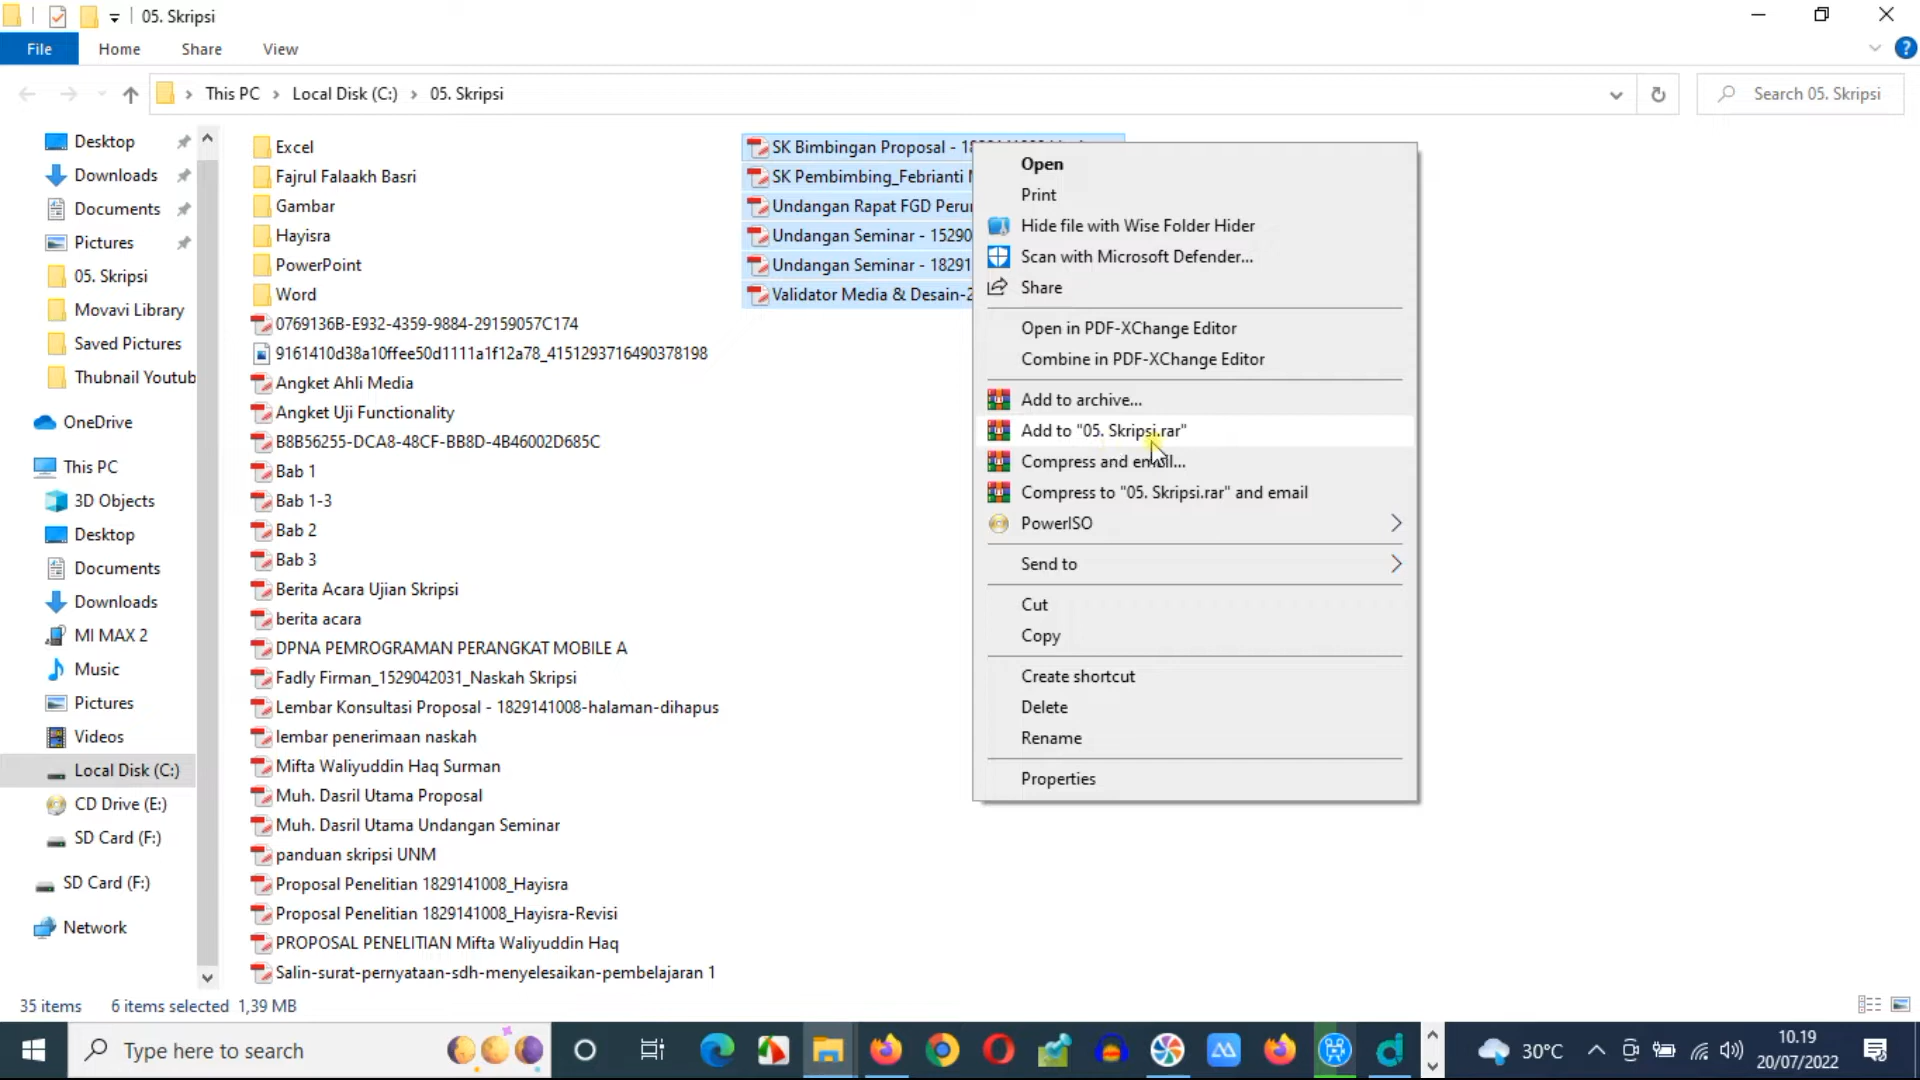 05. Skripsi
File
Home
Share
View
This PC
Local Disk (C:)
05. Skripsi
Search 05. Skripsi
Desktop
Downloads
Documents
Pictures
05. Skripsi
Movavi Library
Saved Pictures
Thubnail Youtub
OneDrive
This PC
3D Objects
Desktop
Documents
Downloads
MI MAX 2
Music
Pictures
Videos
Local Disk (C:)
CD Drive (E:)
SD Card (F:)
SD Card (F:)
Network
Excel
Fajrul Falaakh Basri
Gambar
Hayisra
PowerPoint
Word
0769136B-E932-4359-9884-29159057C174
9161410d38a10ffee50d1111a1f12a78_4151293716490378198
Angket Ahli Media
Angket Uji Functionality
B8B56255-DCA8-48CF-BB8D-4B46002D685C
Bab 1
Bab 1-3
Bab 2
Bab 3
Berita Acara Ujian Skripsi
berita acara
DPNA PEMROGRAMAN PERANGKAT MOBILE A
Fadly Firman_1529042031_Naskah Skripsi
Lembar Konsultasi Proposal - 1829141008-halaman-dihapus
lembar penerimaan naskah
Mifta Waliyuddin Haq Surman
Muh. Dasril Utama Proposal
Muh. Dasril Utama Undangan Seminar
panduan skripsi UNM
Proposal Penelitian 1829141008_Hayisra
Proposal Penelitian 1829141008_Hayisra-Revisi
PROPOSAL PENELITIAN Mifta Waliyuddin Haq
Salin-surat-pernyataan-sdh-menyelesaikan-pembelajaran 1
SK Bimbingan Proposal -
SK Pembimbing_Febrianti
Undangan Rapat FGD
Undangan Seminar - 15290
Undangan Seminar - 18291
Validator Media & Desain-2
Open
Print
Hide file with Wise Folder Hider
Scan with Microsoft Defender...
Share
Open in PDF-XChange Editor
Combine in PDF-XChange Editor
Add to archive...
Add to "05. Skripsi.rar"
Compress and email...
Compress to "05. Skripsi.rar" and email
PowerISO
Send to
Cut
Copy
Create shortcut
Delete
Rename
Properties
35 items
6 items selected 1,39 MB
Type here to search
30°C
10.19
20/07/2022